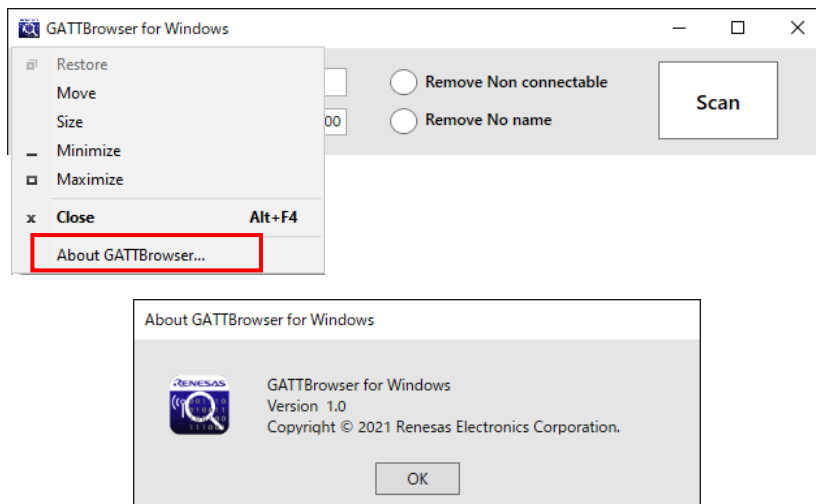 GATTBrowser for Windows
Restore
Move
Size
Minimize
Maximize
Close Alt+F4
About GATTBrowser...
00
Remove Non connectable
Remove No name
Scan
About GATTBrowser for Windows
RENESAS
GATTBrowser for Windows
Version 1.0
Copyright © 2021 Renesas Electronics Corporation.
OK